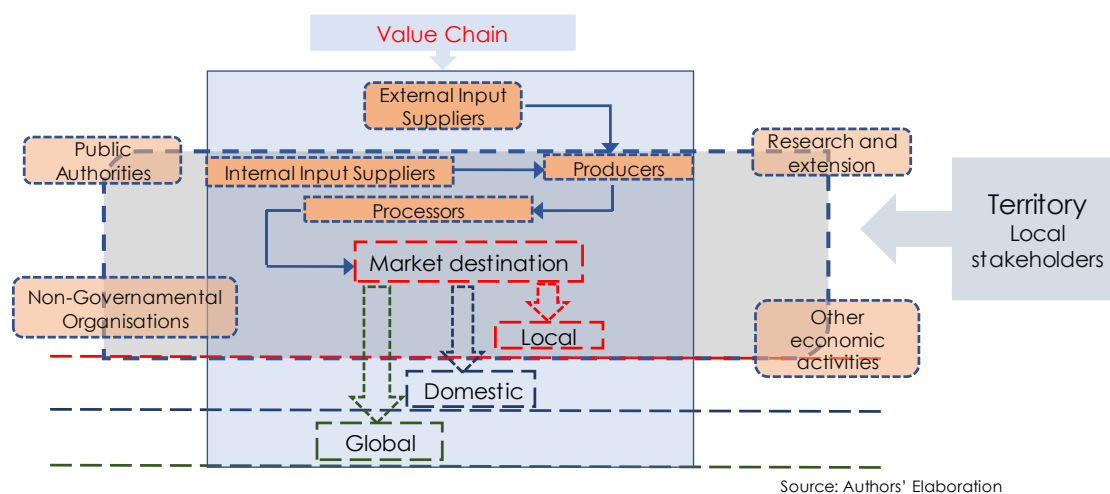 Value Chain
External Input
Suppliers
Public
Authorities
Research and
extension
Internal Input Suppliers
Producers
Processors
Territory
Local
stakeholders
Market destination
Non-Governamental
Organisations
Other
economic
activities
Local
Domestic
Global
Source: Authors' Elaboration